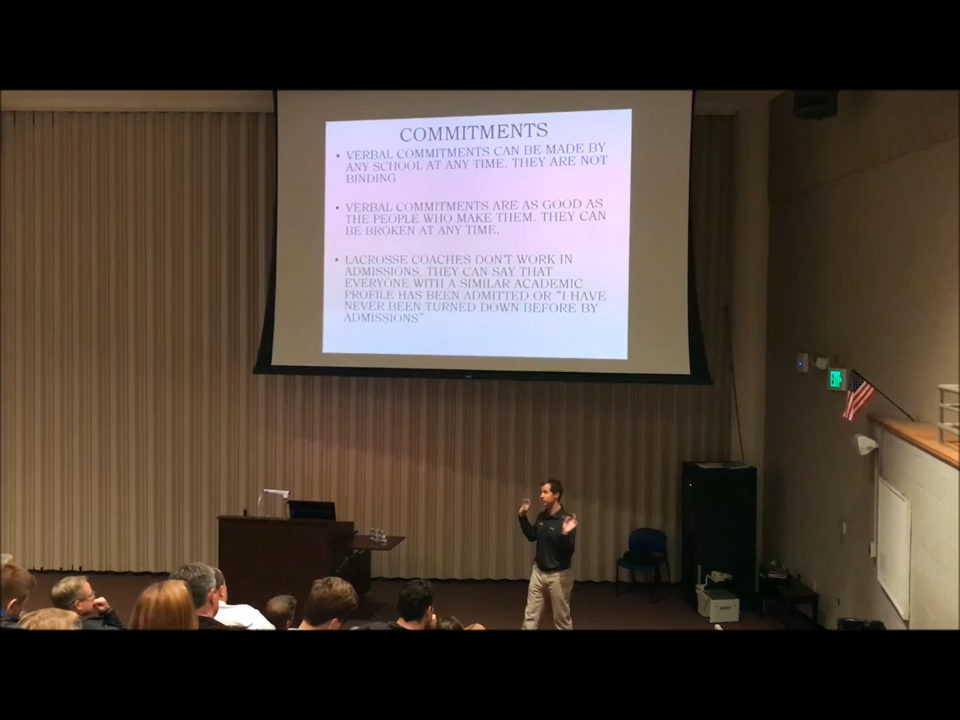 COMMITMENTS
• VERBAL COMMITMENTS CAN BE MADE BY
ANY SCHOOL AT ANY TIME. THEY ARE NOT
BINDING
• VERBAL COMMITMENTS ARE AS GOOD AS
THE PEOPLE WHO MAKE THEM. THEY CAN
BE BROKEN AT ANY TIME.
• LACROSSE COACHES DON'T WORK IN
ADMISSIONS. THEY CAN SAY THAT
EVERYONE WITH A SIMILAR ACADEMIC
PROFILE HAS BEEN ADMITTED OR "I HAVE
NEVER BEEN TURNED DOWN BEFORE BY
ADMISSIONS"